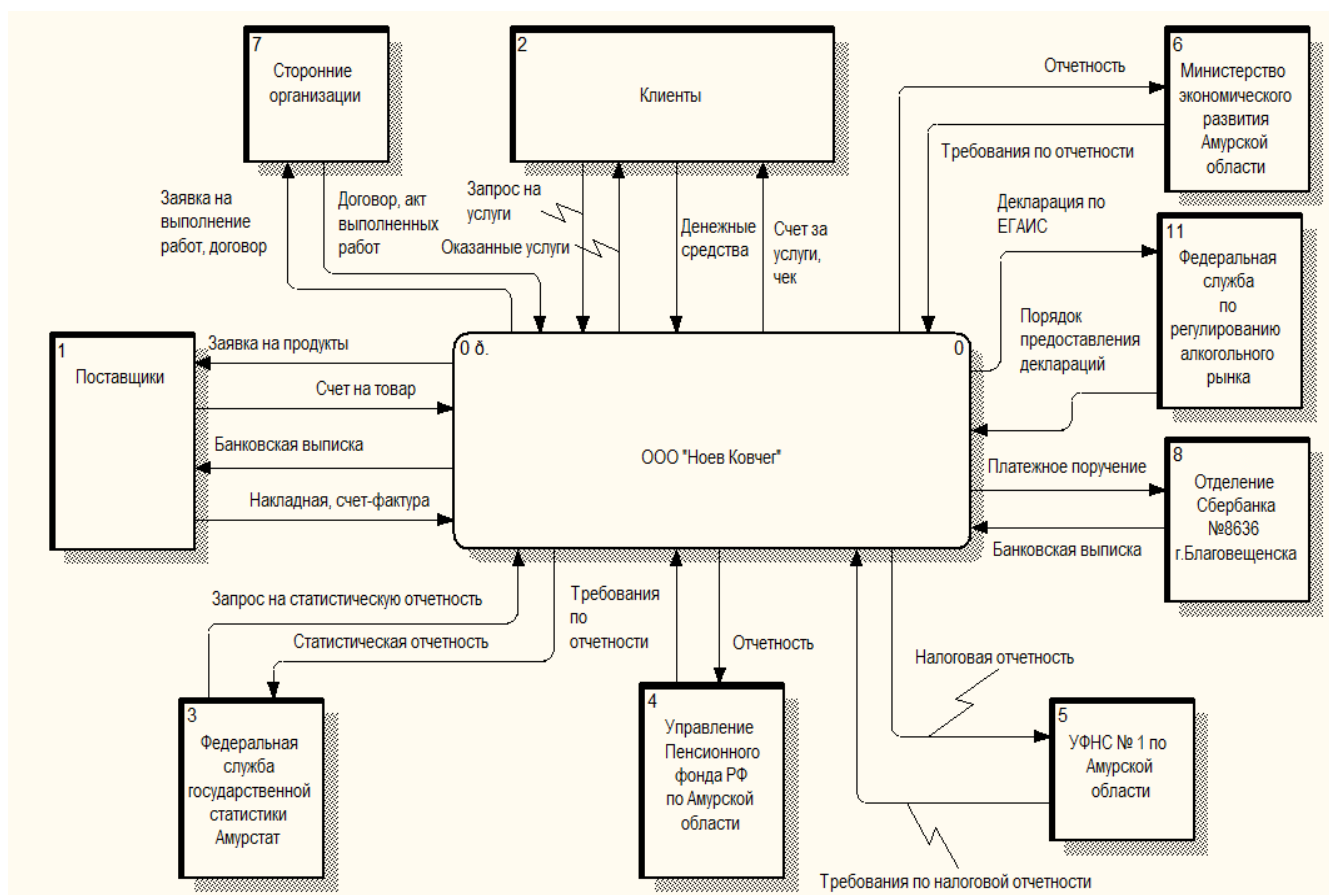 7
Сторонние
организации
2
Клиенты
6
Министерство
экономического
развития
Амурской
области
Отчетность
Требования по отчетности
Заявка на
выполнение
работ, договор
Договор, акт
выполненных
работ
Запрос на
услуги
Оказанные услуги
Денежные
средства
Счет за
услуги,
чек
Декларация по
ЕГАИС
11
Федеральная
служба
по
регулированию
алкогольного
рынка
Порядок
предоставления
деклараций
1
Поставщики
Заявка на продукты
Счет на товар
Банковская выписка
Накладная, счет-фактура
0 ð.
0
ООО "Ноев Ковчег"
Платежное поручение
Банковская выписка
8
Отделение
Сбербанка
№8636
г.Благовещенска
Запрос на статистическую отчетность
Статистическая отчетность
Требования
по
отчетности
Отчетность
Налоговая отчетность
3
Федеральная
служба
государственной
статистики
Амурстат
4
Управление
Пенсионного
фонда РФ
по Амурской
области
5
УФНС № 1 по
Амурской
области
Требования по налоговой отчетности